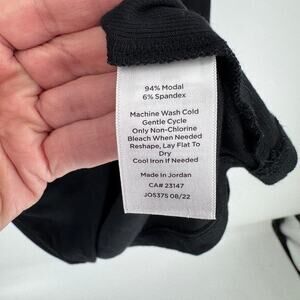 94% Modal
6% Spandex
Machine Wash Cold
Gentle Cycle
Only Non-Chlorine
Bleach When Needed
Reshape, Lay Flat To
Dry
Cool Iron If Needed
Made in Jordan
CA# 23147
JO5375 08/22